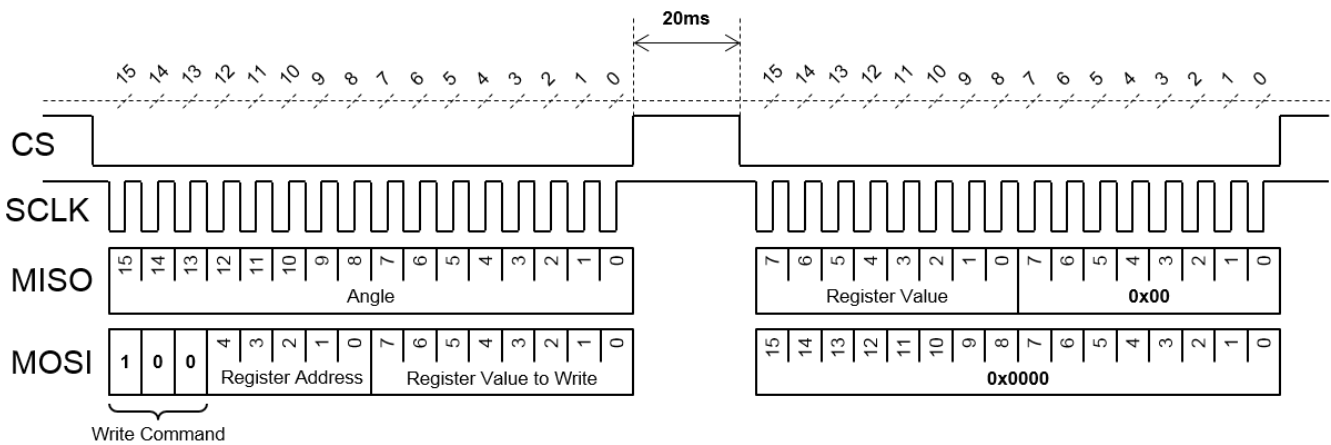 20ms
15 14 13 12 11 10 9 8 7 6 5 4 3 2 1 0 15 14 13 12 11 10 9 8 7 6 5 4 3 2 1 0
CS
SCLK
MISO 15 14 13 12 11 10 9 8 7 6 5 4 3 2 1 0 7 6 5 4 3 2 1 0 7 6 5 4 3 2 1 0
Angle Register Value 0x00
MOSI 1 0 0 4 3 2 1 0 7 6 5 4 3 2 1 0 15 14 13 12 11 10 9 8 7 6 5 4 3 2 1 0
Register Address Register Value to Write 0x0000
Write Command